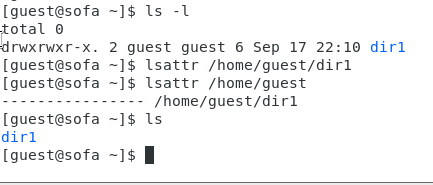 [guest@sofa ~]$ ls -l
total 0
drwxrwxr-x. 2 guest guest 6 Sep 17 22:10 dir1
[guest@sofa ~]$ lsattr /home/guest/dir1
[guest@sofa ~]$ lsattr /home/guest
---------------- /home/guest/dir1
[guest@sofa ~]$ ls
dir1
[guest@sofa ~]$